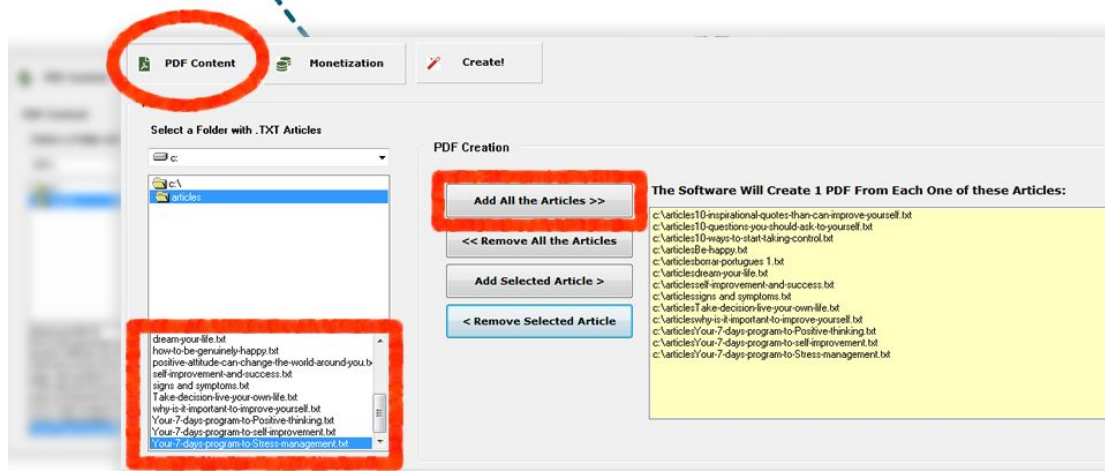 PDF Content
Monetization
Create!
Select a Folder with .TXT Articles
c:
c:\
articles
dream-your-life.txt
how-to-be-genuinely-happy.txt
positive-attitude-can-change-the-world-around-you.tx
self-improvement-and-success.txt
signs and symptoms.txt
Take-decision-live-your-own-life.txt
why-is-it-important-to-improve-yourself.txt
Your-7-days-program-to-Positive-thinking.txt
Your-7-days-program-to-self-improvement.txt
Your-7-days-program-to-Stress-management.txt
PDF Creation
Add All the Articles >>
<< Remove All the Articles
Add Selected Article >
< Remove Selected Article
The Software Will Create 1 PDF From Each One of these Articles:
c:\articles10-inspirational-quotes-than-can-improve-yourself.txt
c:\articles10-questions-you-should-ask-to-yourself.txt
c:\articles10-ways-to-start-taking-control.txt
c:\articlesBe-happy.txt
c:\articlesborrar-portugues 1.txt
c:\articlesdream-your-life.txt
c:\articlesself-improvement-and-success.txt
c:\articlessigns and symptoms.txt
c:\articlesTake-decision-live-your-own-life.txt
c:\articleswhy-is-it-important-to-improve-yourself.txt
c:\articlesYour-7-days-program-to-Positive-thinking.txt
c:\articlesYour-7-days-program-to-self-improvement.txt
c:\articlesYour-7-days-program-to-Stress-management.txt